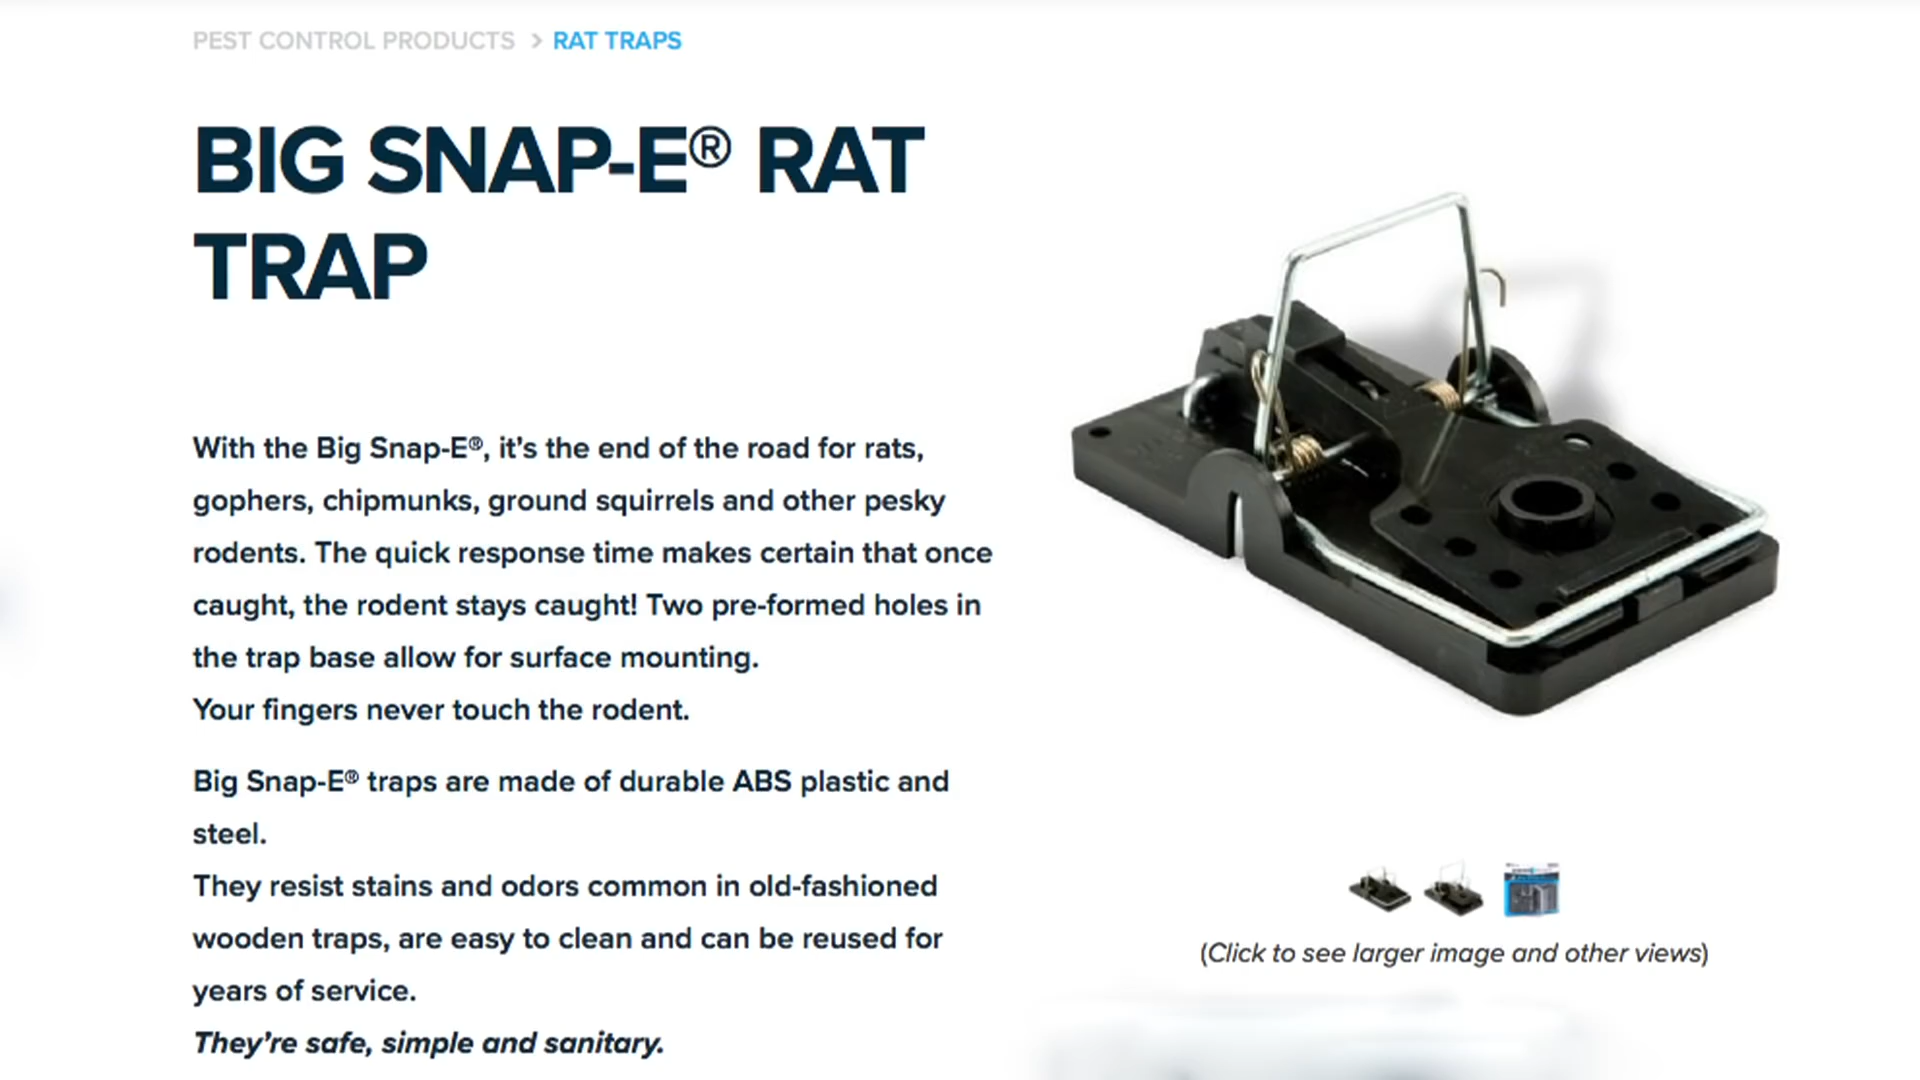 PEST CONTROL PRODUCTS > RAT TRAPS
BIG SNAP-E® RAT
TRAP
With the Big Snap-E®, it’s the end of the road for rats,
gophers, chipmunks, ground squirrels and other pesky
rodents. The quick response time makes certain that once
caught, the rodent stays caught! Two pre-formed holes in
the trap base allow for surface mounting.
Your fingers never touch the rodent.
Big Snap-E® traps are made of durable ABS plastic and
steel.
They resist stains and odors common in old-fashioned
wooden traps, are easy to clean and can be reused for
years of service.
They’re safe, simple and sanitary.
(Click to see larger image and other views)